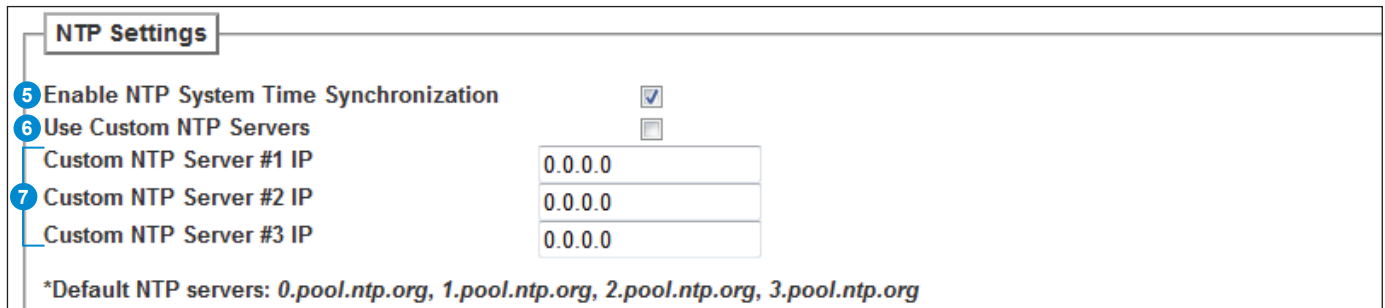 NTP Settings
5 Enable NTP System Time Synchronization
6 Use Custom NTP Servers
Custom NTP Server #1 IP 0.0.0.0
7 Custom NTP Server #2 IP 0.0.0.0
Custom NTP Server #3 IP 0.0.0.0
*Default NTP servers: 0.pool.ntp.org, 1.pool.ntp.org, 2.pool.ntp.org, 3.pool.ntp.org